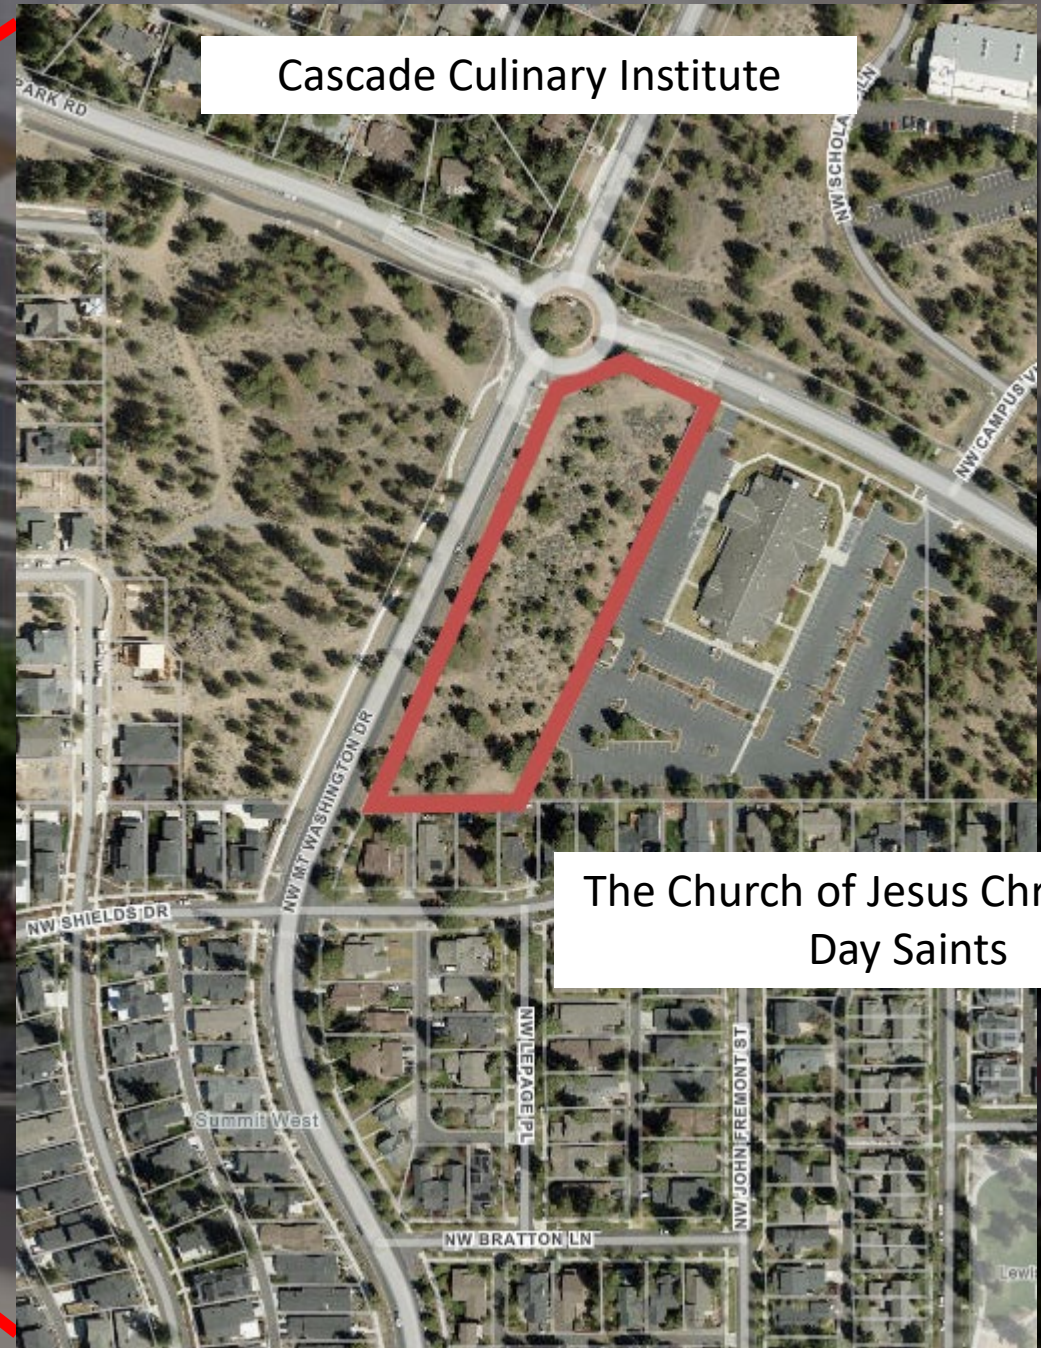 Cascade Culinary Institute
PARK RD
NW SCHOLA
LN
NW CAMPUS V
NW MT WASHINGTON DR
The Church of Jesus Chr
Day Saints
NW SHIELDS DR
NW LEPAGE PL
NW JOHN FREMONT ST
Summit West
NW BRATTON LN
Lewi